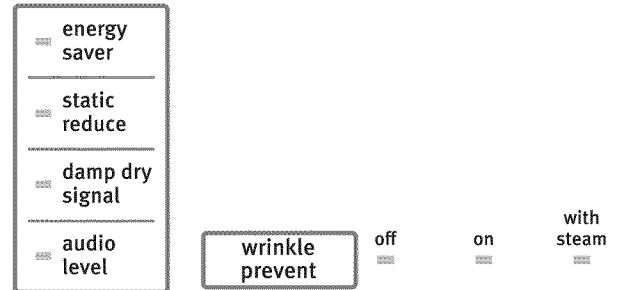 energy
saver
static
reduce
damp dry
signal
audio
level
wrinkle
prevent
off
on
with
steam